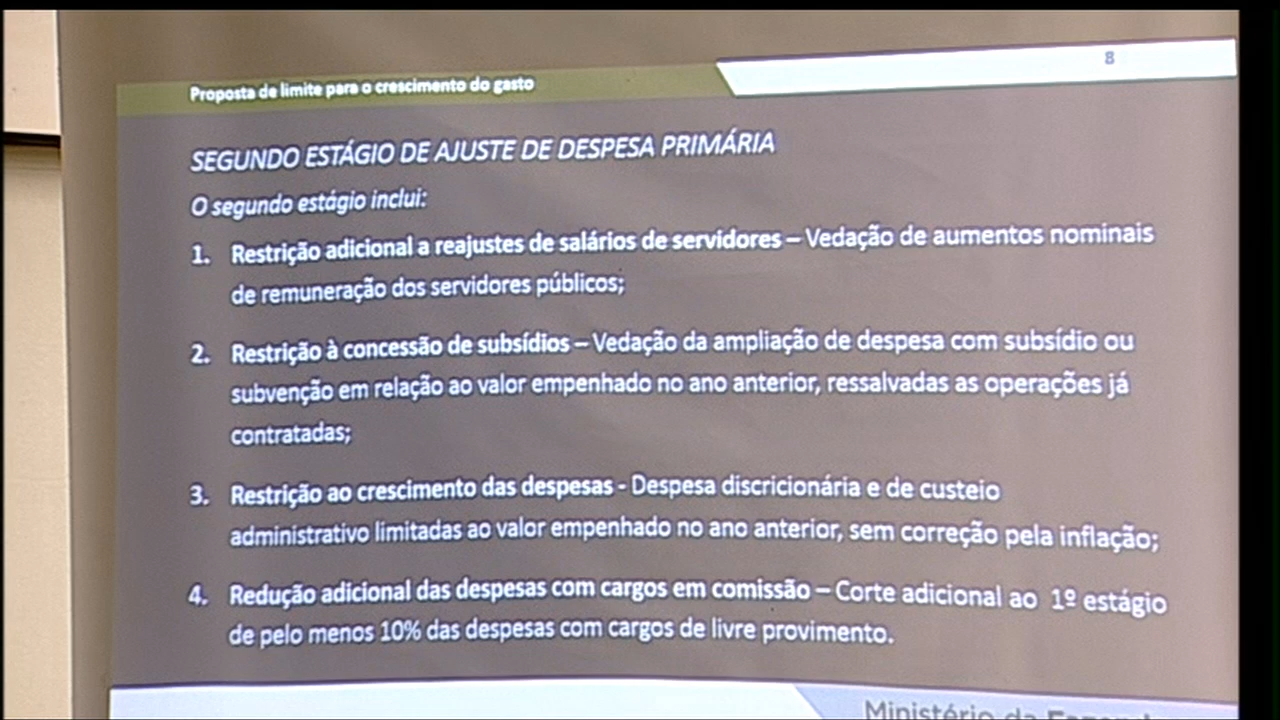 Proposta de limite para o crescimento do gasto
8
SEGUNDO ESTÁGIO DE AJUSTE DE DESPESA PRIMÁRIA
O segundo estágio inclui:
1. Restrição adicional a reajustes de salários de servidores – Vedação de aumentos nominais
de remuneração dos servidores públicos;
2. Restrição à concessão de subsídios – Vedação da ampliação de despesa com subsídio ou
subvenção em relação ao valor empenhado no ano anterior, ressalvadas as operações já
contratadas;
3. Restrição ao crescimento das despesas - Despesa discricionária e de custeio
administrativo limitadas ao valor empenhado no ano anterior, sem correção pela inflação;
4. Redução adicional das despesas com cargos em comissão – Corte adicional ao 1º estágio
de pelo menos 10% das despesas com cargos de livre provimento.
Ministério da